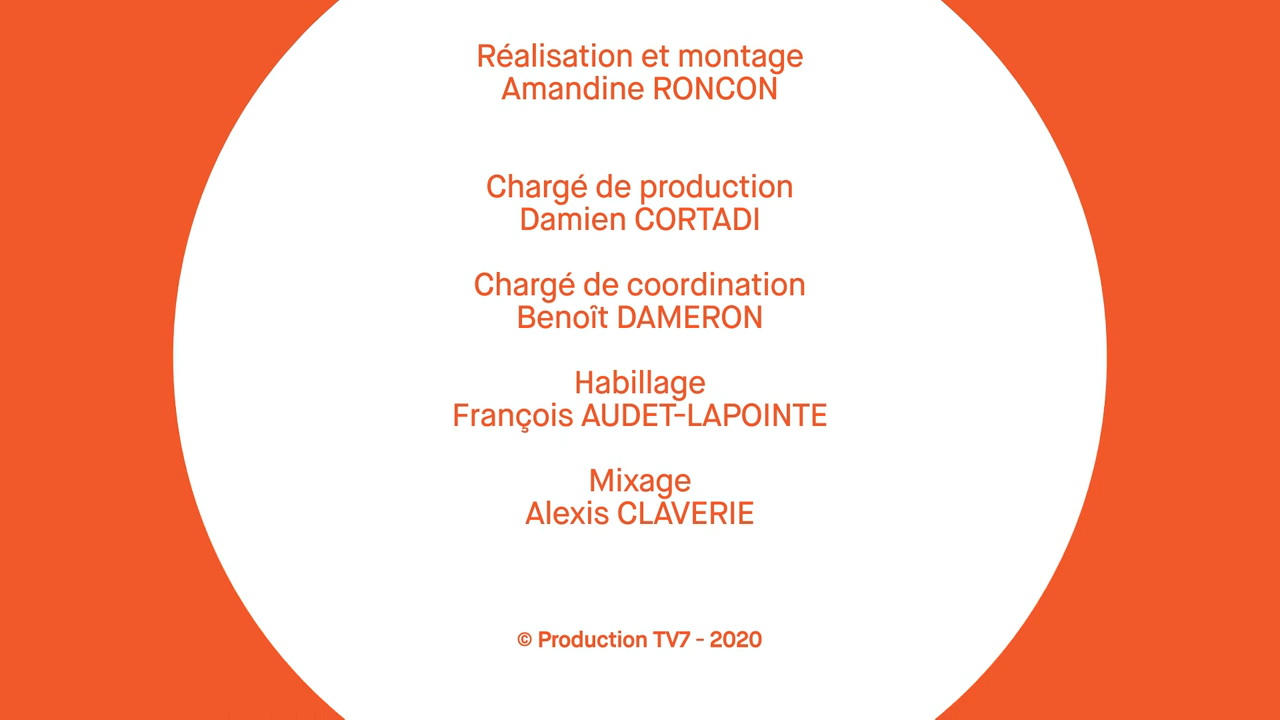 Réalisation et montage
Amandine RONCON
Chargé de production
Damien CORTADI
Chargé de coordination
Benoît DAMERON
Habillage
François AUDET-LAPOINTE
Mixage
Alexis CLAVERIE
© Production TV7 - 2020